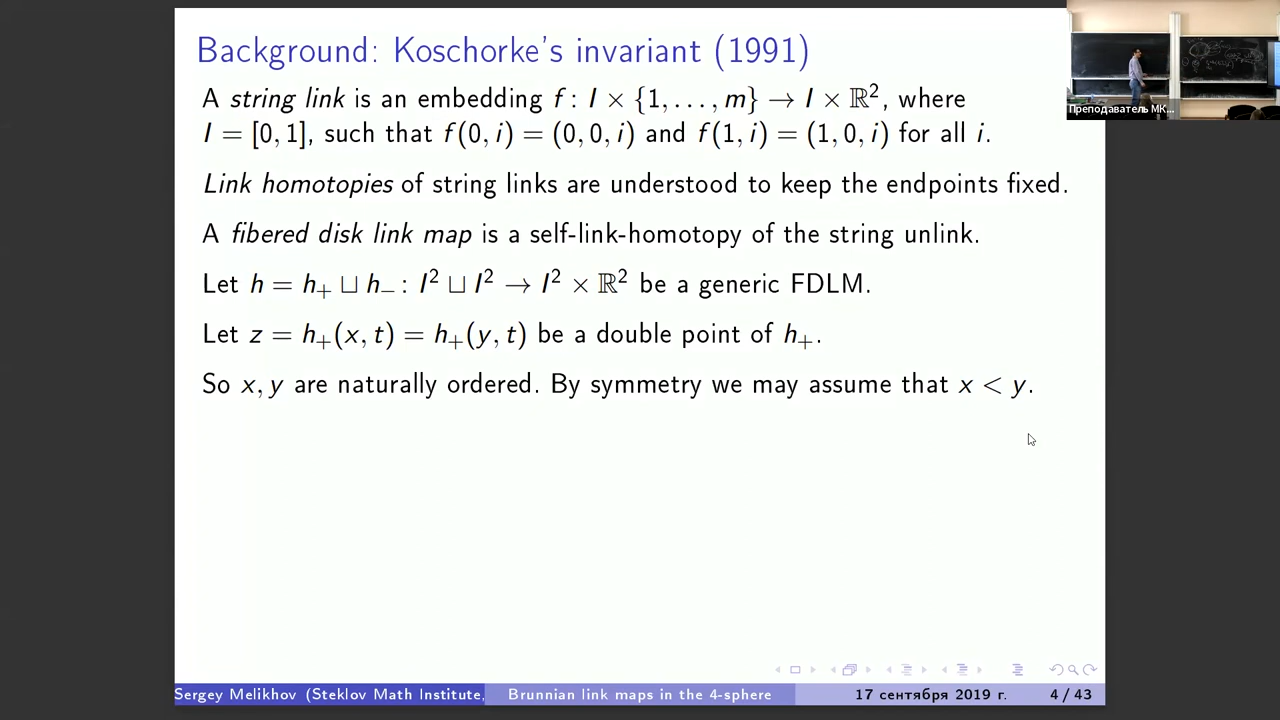 Background: Koschorke's invariant (1991)
A string link is an embedding f : I × {1, . . . , m} → I × ℝ², where
I = [0, 1], such that f(0, i) = (0, 0, i) and f(1, i) = (1, 0, i) for all i.
Link homotopies of string links are understood to keep the endpoints fixed.
A fibered disk link map is a self-link-homotopy of the string unlink.
Let h = h₊ ⊔ h₋ : I² ⊔ I² → I² × ℝ² be a generic FDLM.
Let z = h₊(x, t) = h₊(y, t) be a double point of h₊.
So x, y are naturally ordered. By symmetry we may assume that x < y.
Sergey Melikhov (Steklov Math Institute,
Brunnian link maps in the 4-sphere
17 сентября 2019 г.
4 / 43
Преподаватель МК...